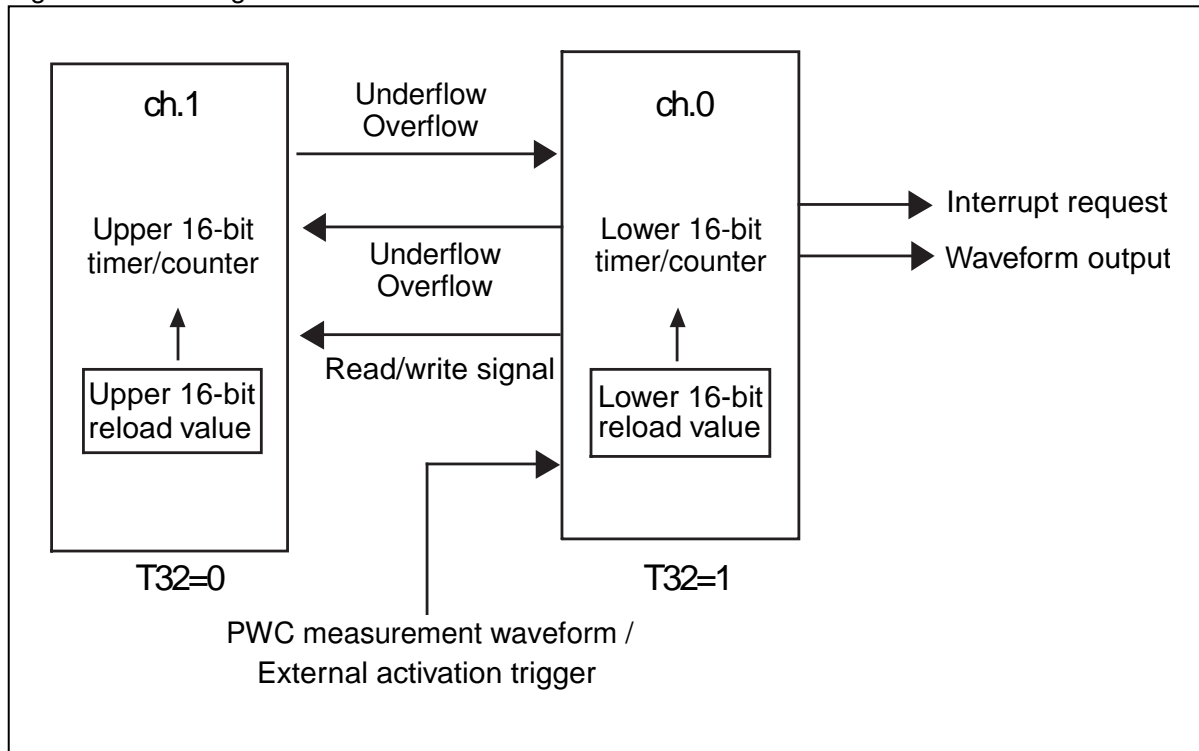 ch.1
Underflow
Overflow
ch.0
Upper 16-bit
timer/counter
Underflow
Overflow
Lower 16-bit
timer/counter
Interrupt request
Waveform output
Read/write signal
Upper 16-bit
reload value
Lower 16-bit
reload value
T32=0
T32=1
PWC measurement waveform /
External activation trigger